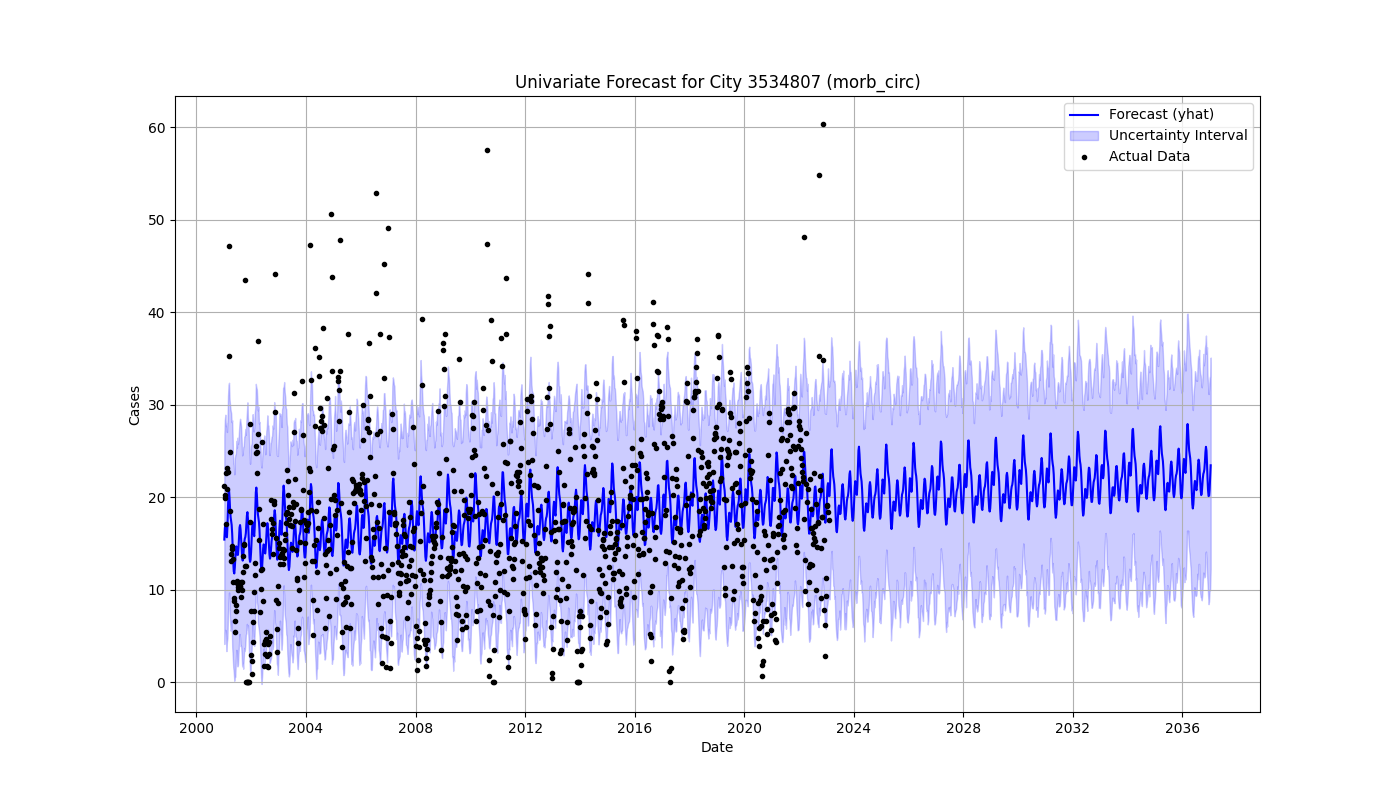 Univariate Forecast for City 3534807 (morb_circ)
Forecast (yhat)
Uncertainty Interval
Actual Data
Cases
60
50
40
30
20
10
0
2000 2004 2008 2012 2016 2020 2024 2028 2032 2036
Date